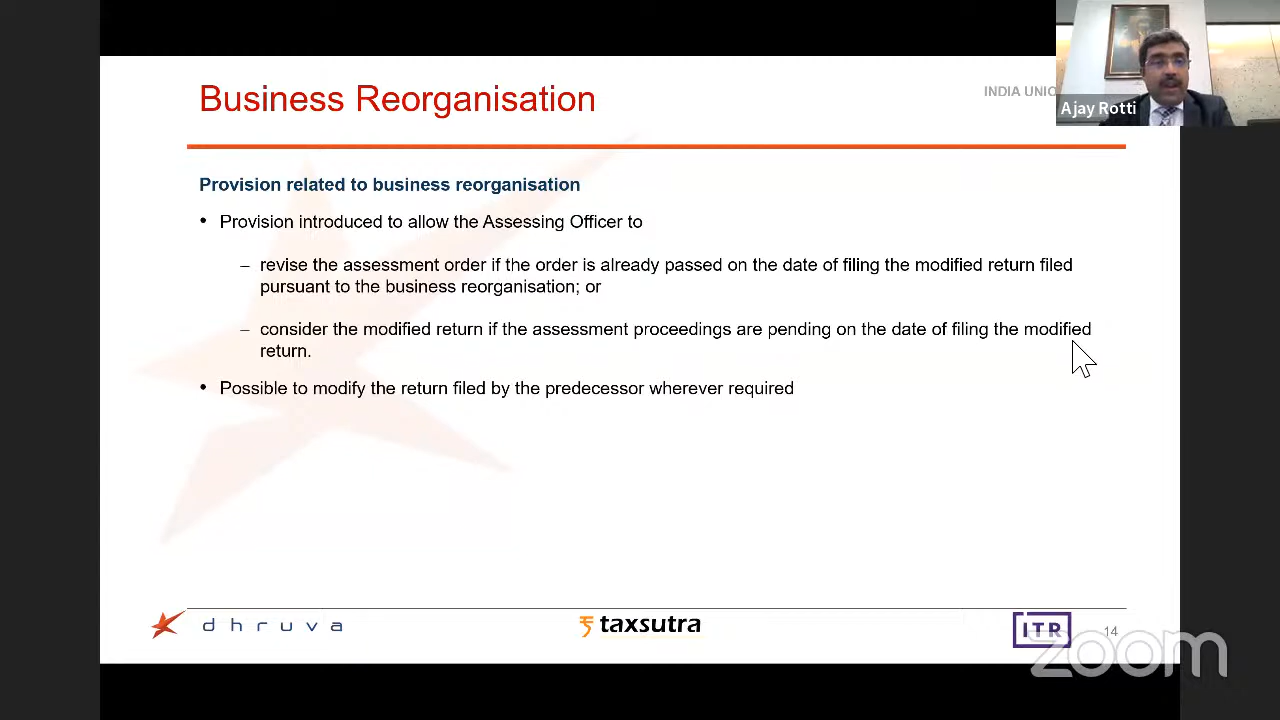 Business Reorganisation
INDIA UNIO
Ajay Rotti
Provision related to business reorganisation
• Provision introduced to allow the Assessing Officer to
– revise the assessment order if the order is already passed on the date of filing the modified return filed
pursuant to the business reorganisation; or
– consider the modified return if the assessment proceedings are pending on the date of filing the modified
return.
• Possible to modify the return filed by the predecessor wherever required
dhruva
taxsutra
ITR
14
zoom